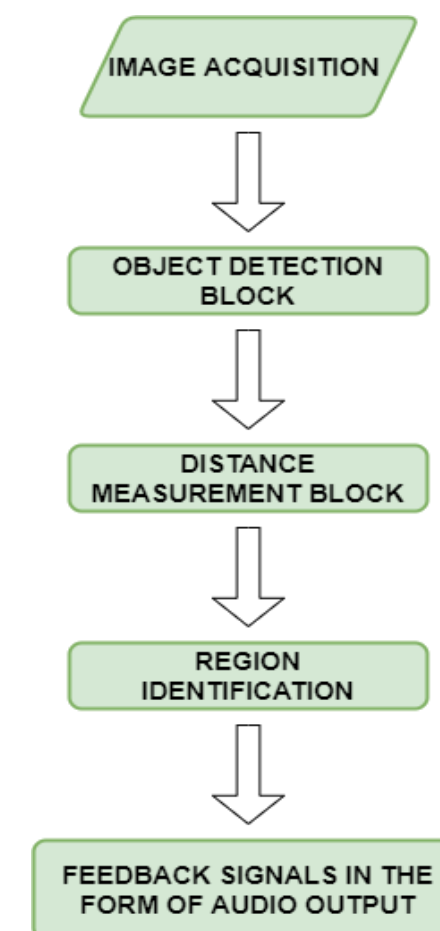 IMAGE ACQUISITION
OBJECT DETECTION
BLOCK
DISTANCE
MEASUREMENT BLOCK
REGION
IDENTIFICATION
FEEDBACK SIGNALS IN THE
FORM OF AUDIO OUTPUT